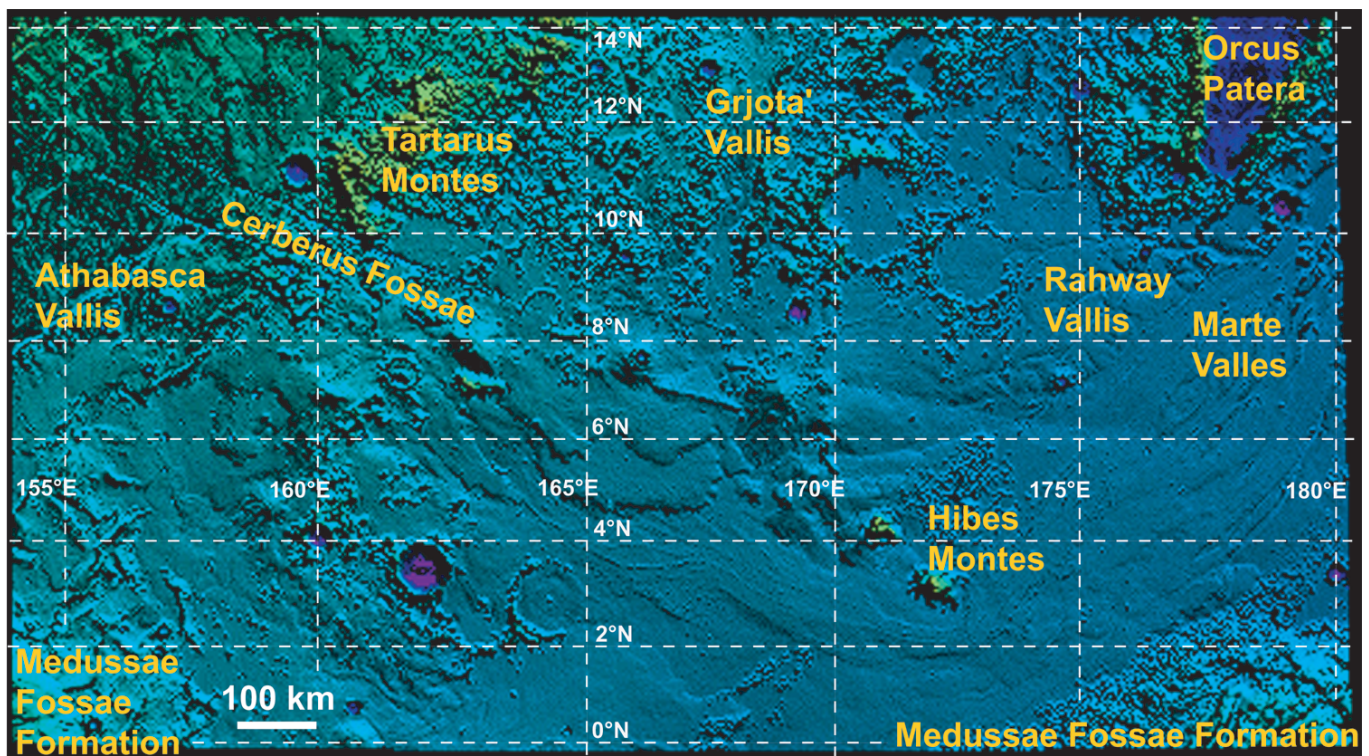 14°N
Orcus
Patera
Grjota'
Vallis
12°N
Tartarus
Montes
10°N
Cerberus Fossae
Athabasca
Vallis
Rahway
Vallis
8°N
Marte
Valles
6°N
155°E
160°E
165°E
170°E
175°E
180°E
Hibes
Montes
4°N
2°N
Medussae
Fossae
Formation
100 km
0°N
Medussae Fossae Formation